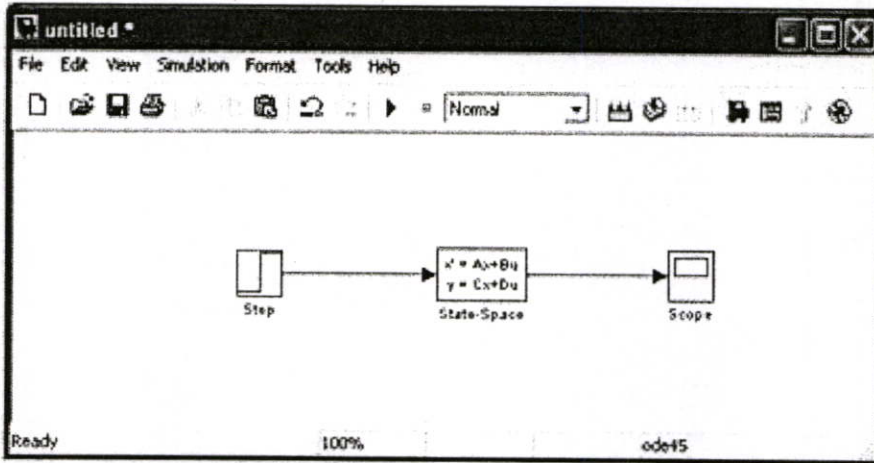 untitled *
File Edit View Simulation Format Tools Help
Normal
x' = Ax+Bu
y = Cx+Du
Step
State-Space
Scope
Ready 100% ode45